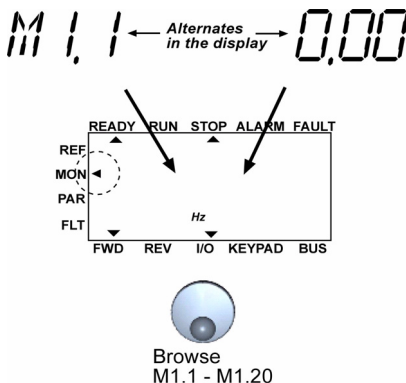 M1.1 Alternates in the display 0.00
READY RUN STOP ALARM FAULT
REF
MON
PAR
FLT
Hz
FWD REV I/O KEYPAD BUS
Browse
M1.1 - M1.20